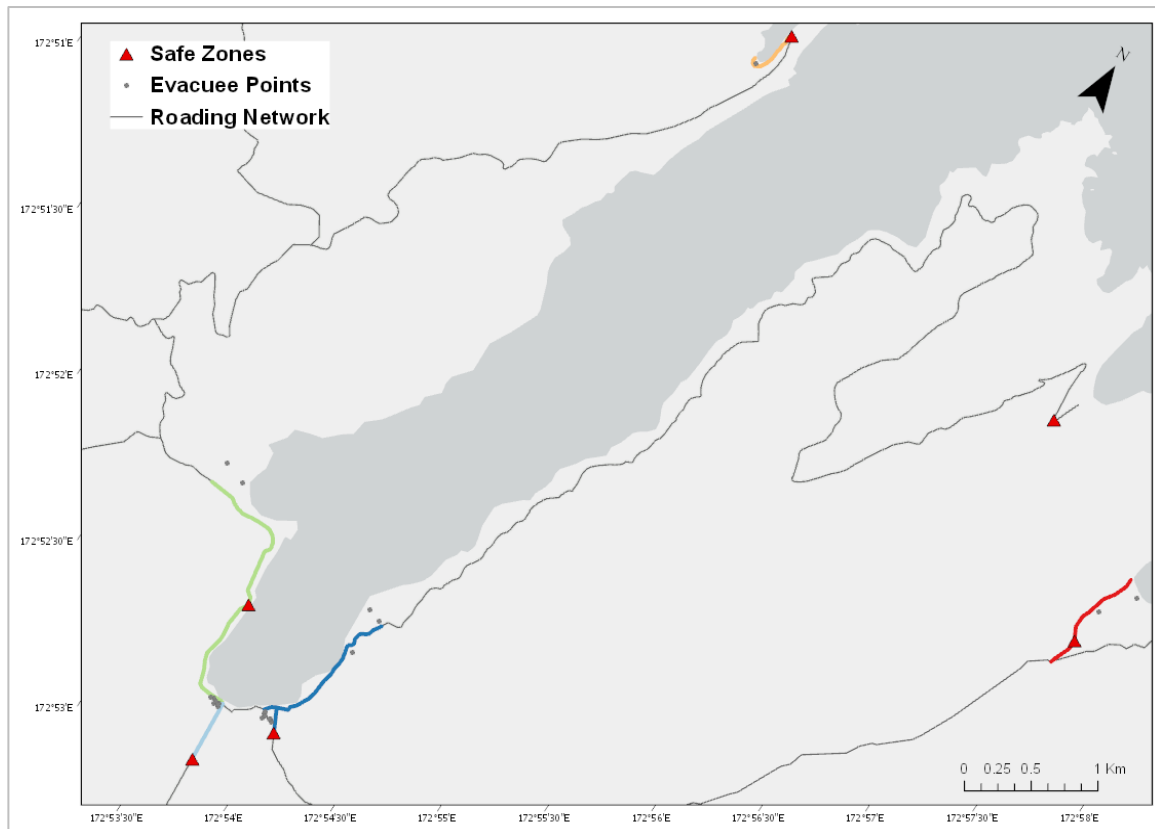 172°51'E
Safe Zones
Evacuee Points
Roading Network
N
172°51'30"E
172°52'E
172°52'30"E
172°53'E
0 0.25 0.5 1 Km
172°53'30"E 172°54'E 172°54'30"E 172°55'E 172°55'30"E 172°56'E 172°56'30"E 172°57'E 172°57'30"E 172°58'E